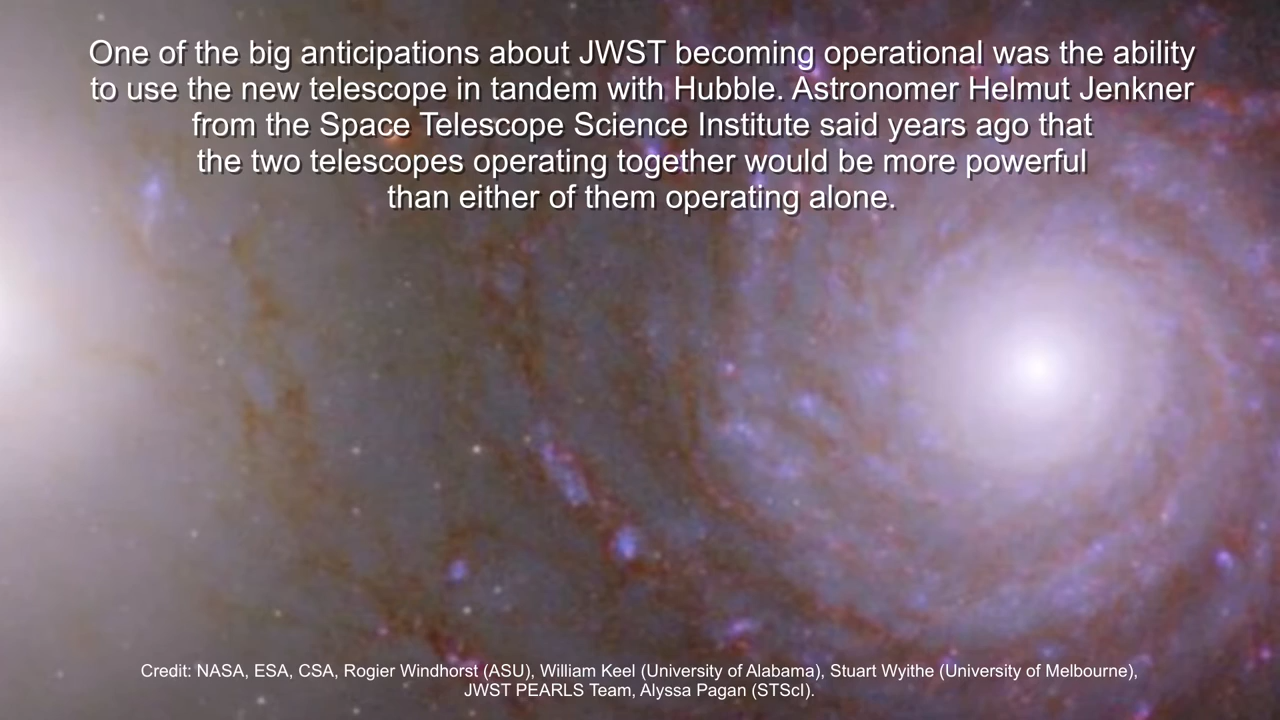 One of the big anticipations about JWST becoming operational was the ability
to use the new telescope in tandem with Hubble. Astronomer Helmut Jenkner
from the Space Telescope Science Institute said years ago that
the two telescopes operating together would be more powerful
than either of them operating alone.
Credit: NASA, ESA, CSA, Rogier Windhorst (ASU), William Keel (University of Alabama), Stuart Wyithe (University of Melbourne),
JWST PEARLS Team, Alyssa Pagan (STScI).